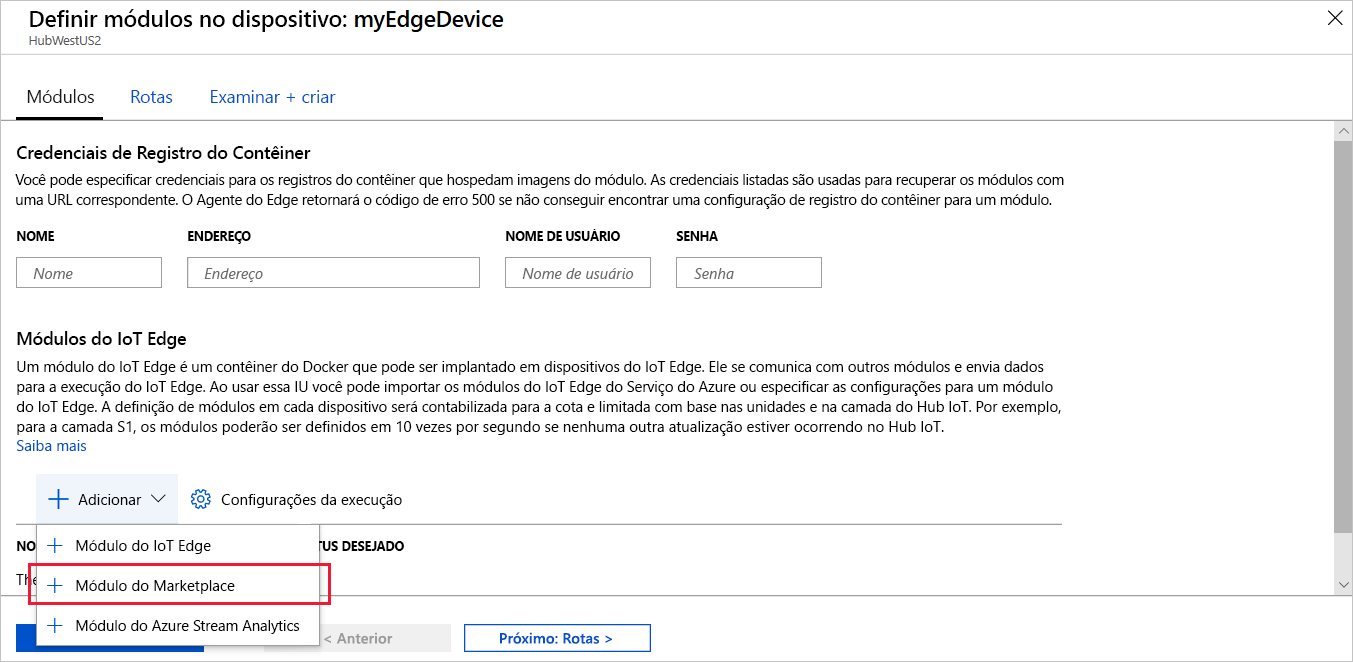 Definir módulos no dispositivo: myEdgeDevice
HubWestUS2
Módulos Rotas Examinar + criar
Credenciais de Registro do Contêiner
Você pode especificar credenciais para os registros do contêiner que hospedam imagens do módulo. As credenciais listadas são usadas para recuperar os módulos com
uma URL correspondente. O Agente do Edge retornará o código de erro 500 se não conseguir encontrar uma configuração de registro do contêiner para um módulo.
NOME ENDEREÇO NOME DE USUÁRIO SENHA
Nome Endereço Nome de usuário Senha
Módulos do IoT Edge
Um módulo do IoT Edge é um contêiner do Docker que pode ser implantado em dispositivos do IoT Edge. Ele se comunica com outros módulos e envia dados
para a execução do IoT Edge. Ao usar essa IU você pode importar os módulos do IoT Edge do Serviço do Azure ou especificar as configurações para um módulo
do IoT Edge. A definição de módulos em cada dispositivo será contabilizada para a cota e limitada com base nas unidades e na camada do Hub IoT. Por exemplo,
para a camada S1, os módulos poderão ser definidos em 10 vezes por segundo se nenhuma outra atualização estiver ocorrendo no Hub IoT.
Saiba mais
Adicionar Configurações da execução
Módulo do IoT Edge DESEJADO
Módulo do Marketplace
Módulo do Azure Stream Analytics
< Anterior Próximo: Rotas >